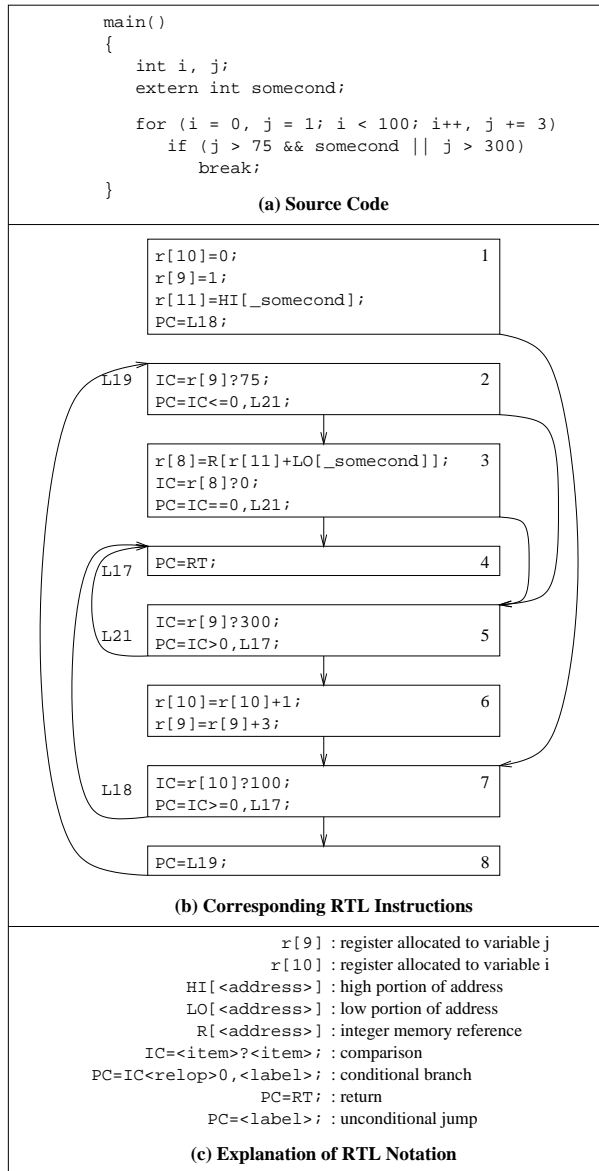 main()
{
int i, j;
extern int somecond;
for (i = 0, j = 1; i < 100; i++, j += 3)
if (j > 75 && somecond || j > 300)
break;
}
(a) Source Code
r[10]=0; 1
r[9]=1;
r[11]=HI[_somecond];
PC=L18;
L19 IC=r[9]?75; 2
PC=IC<=0,L21;
r[8]=R[r[11]+LO[_somecond]]; 3
IC=r[8]?0;
PC=IC==0,L21;
L17 PC=RT; 4
IC=r[9]?300;
L21 PC=IC>0,L17; 5
r[10]=r[10]+1; 6
r[9]=r[9]+3;
L18 IC=r[10]?100; 7
PC=IC>=0,L17;
PC=L19; 8
(b) Corresponding RTL Instructions
r[9] : register allocated to variable j
r[10] : register allocated to variable i
HI[<address>] : high portion of address
LO[<address>] : low portion of address
R[<address>] : integer memory reference
IC=<item>?<item>; : comparison
PC=IC<relop>0,<label>; : conditional branch
PC=RT; : return
PC=<label>; : unconditional jump
(c) Explanation of RTL Notation